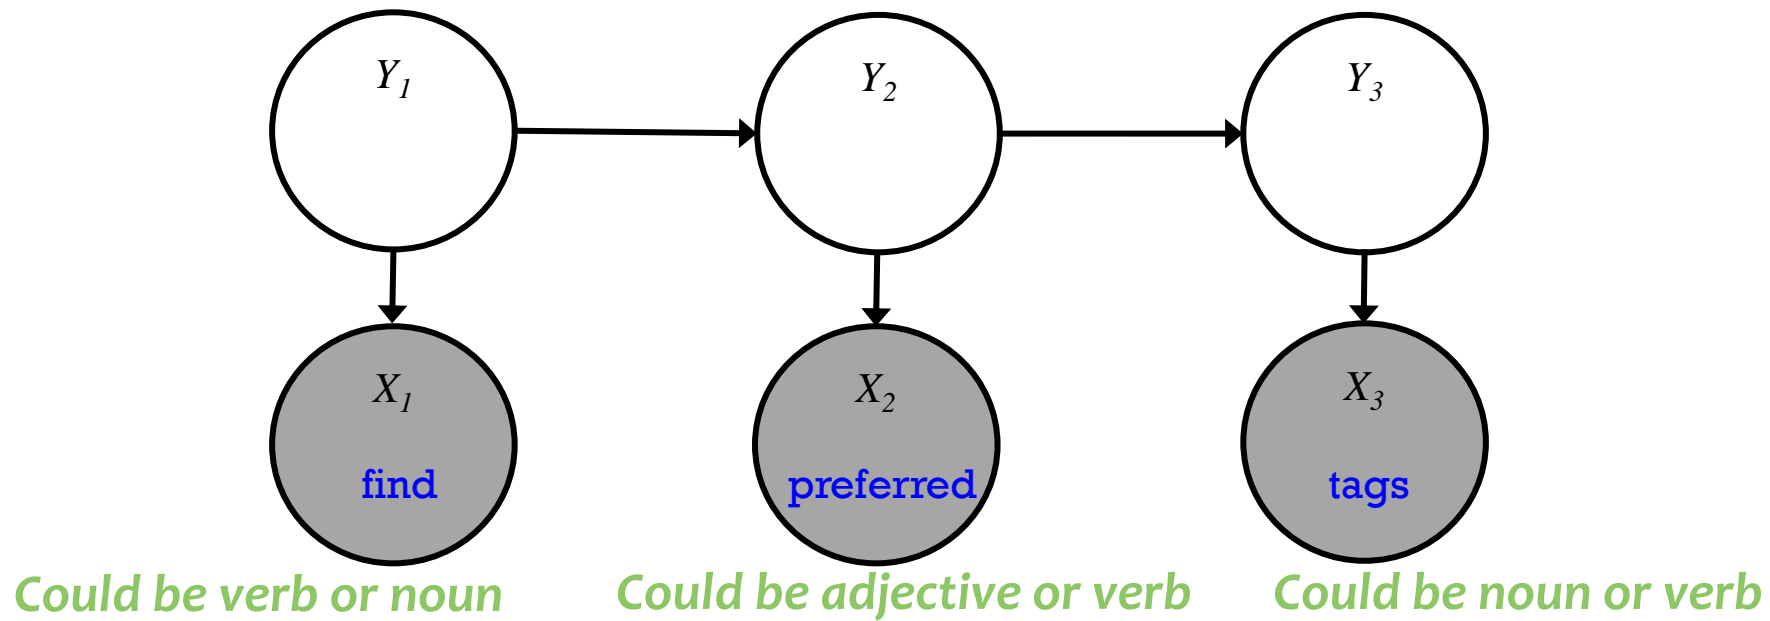 Y1 Y2 Y3
X1 X2 X3
find preferred tags
Could be verb or noun Could be adjective or verb Could be noun or verb